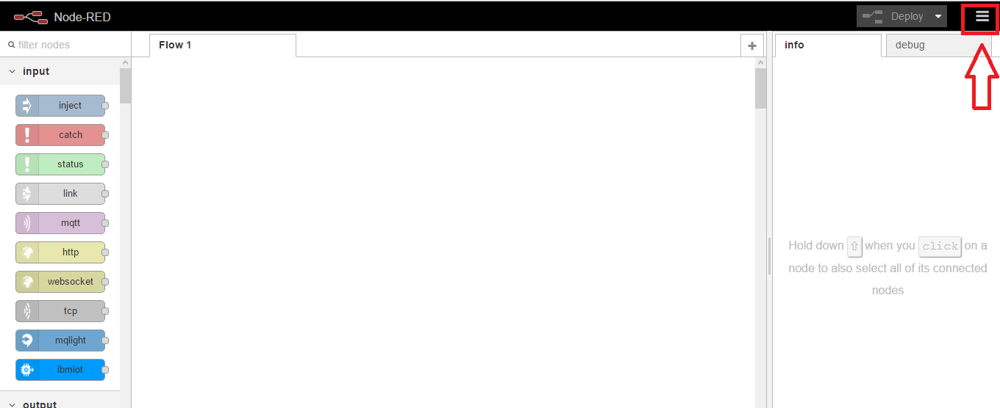 Node-RED
Deploy
filter nodes
Flow 1
info
debug
input
inject
catch
status
link
mqtt
http
websocket
tcp
mqlight
ibmiot
output
Hold down ⇧ when you click on a
node to also select all of its connected
nodes